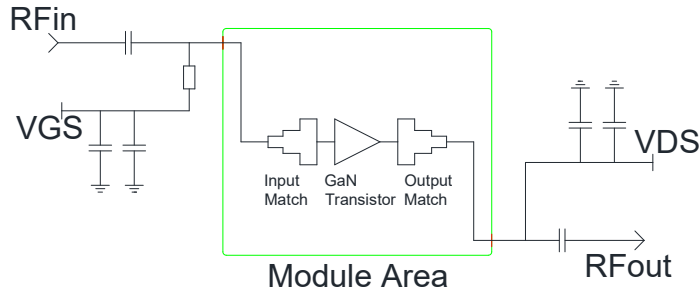 RFin
VGS
Input
Match
GaN
Transistor
Output
Match
VDS
RFout
Module Area